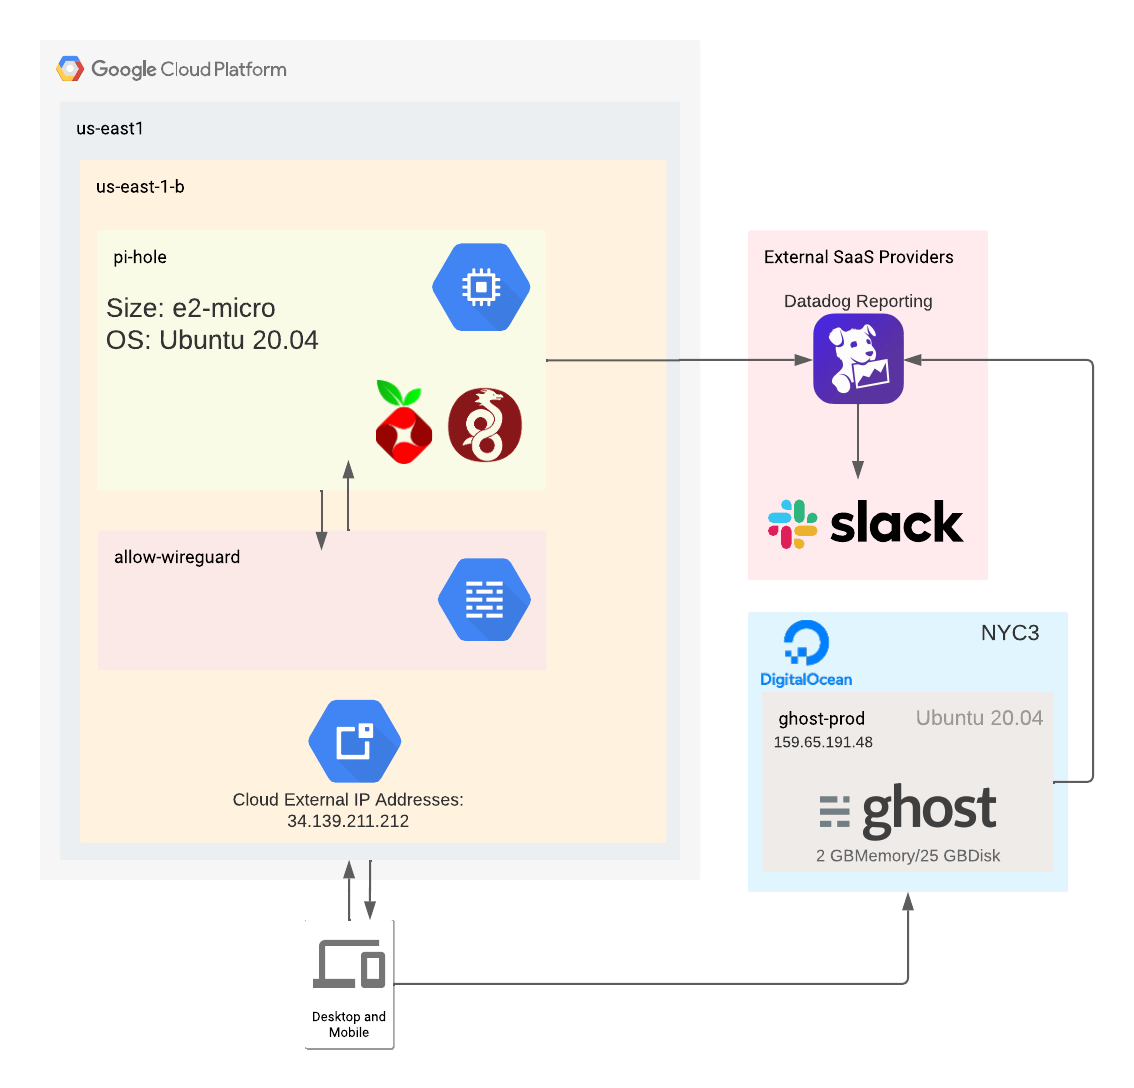 Google Cloud Platform
us-east1
us-east-1-b
pi-hole
Size: e2-micro
OS: Ubuntu 20.04
allow-wireguard
Cloud External IP Addresses:
34.139.211.212
Desktop and
Mobile
External SaaS Providers
Datadog Reporting
slack
NYC3
DigitalOcean
ghost-prod
Ubuntu 20.04
159.65.191.48
ghost
2 GBMemory/25 GBDisk